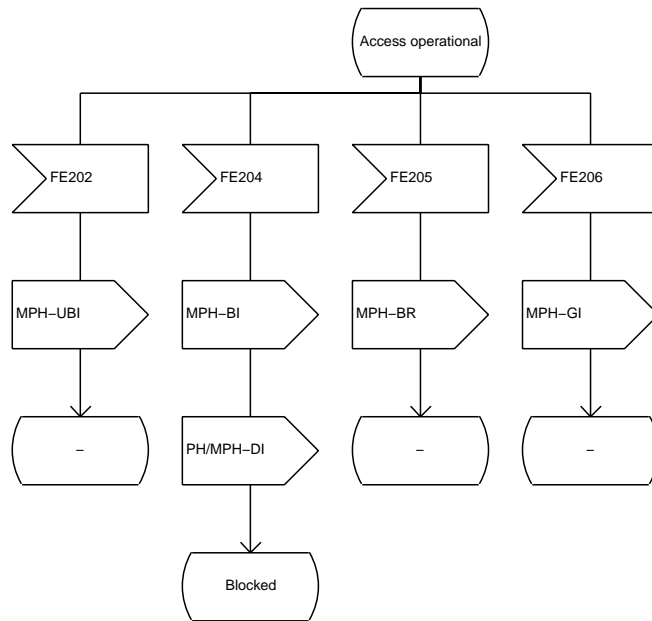 Access operational
FE202
FE204
FE205
FE206
MPH−UBI
MPH−BI
MPH−BR
MPH−GI
−
PH/MPH−DI
−
−
Blocked